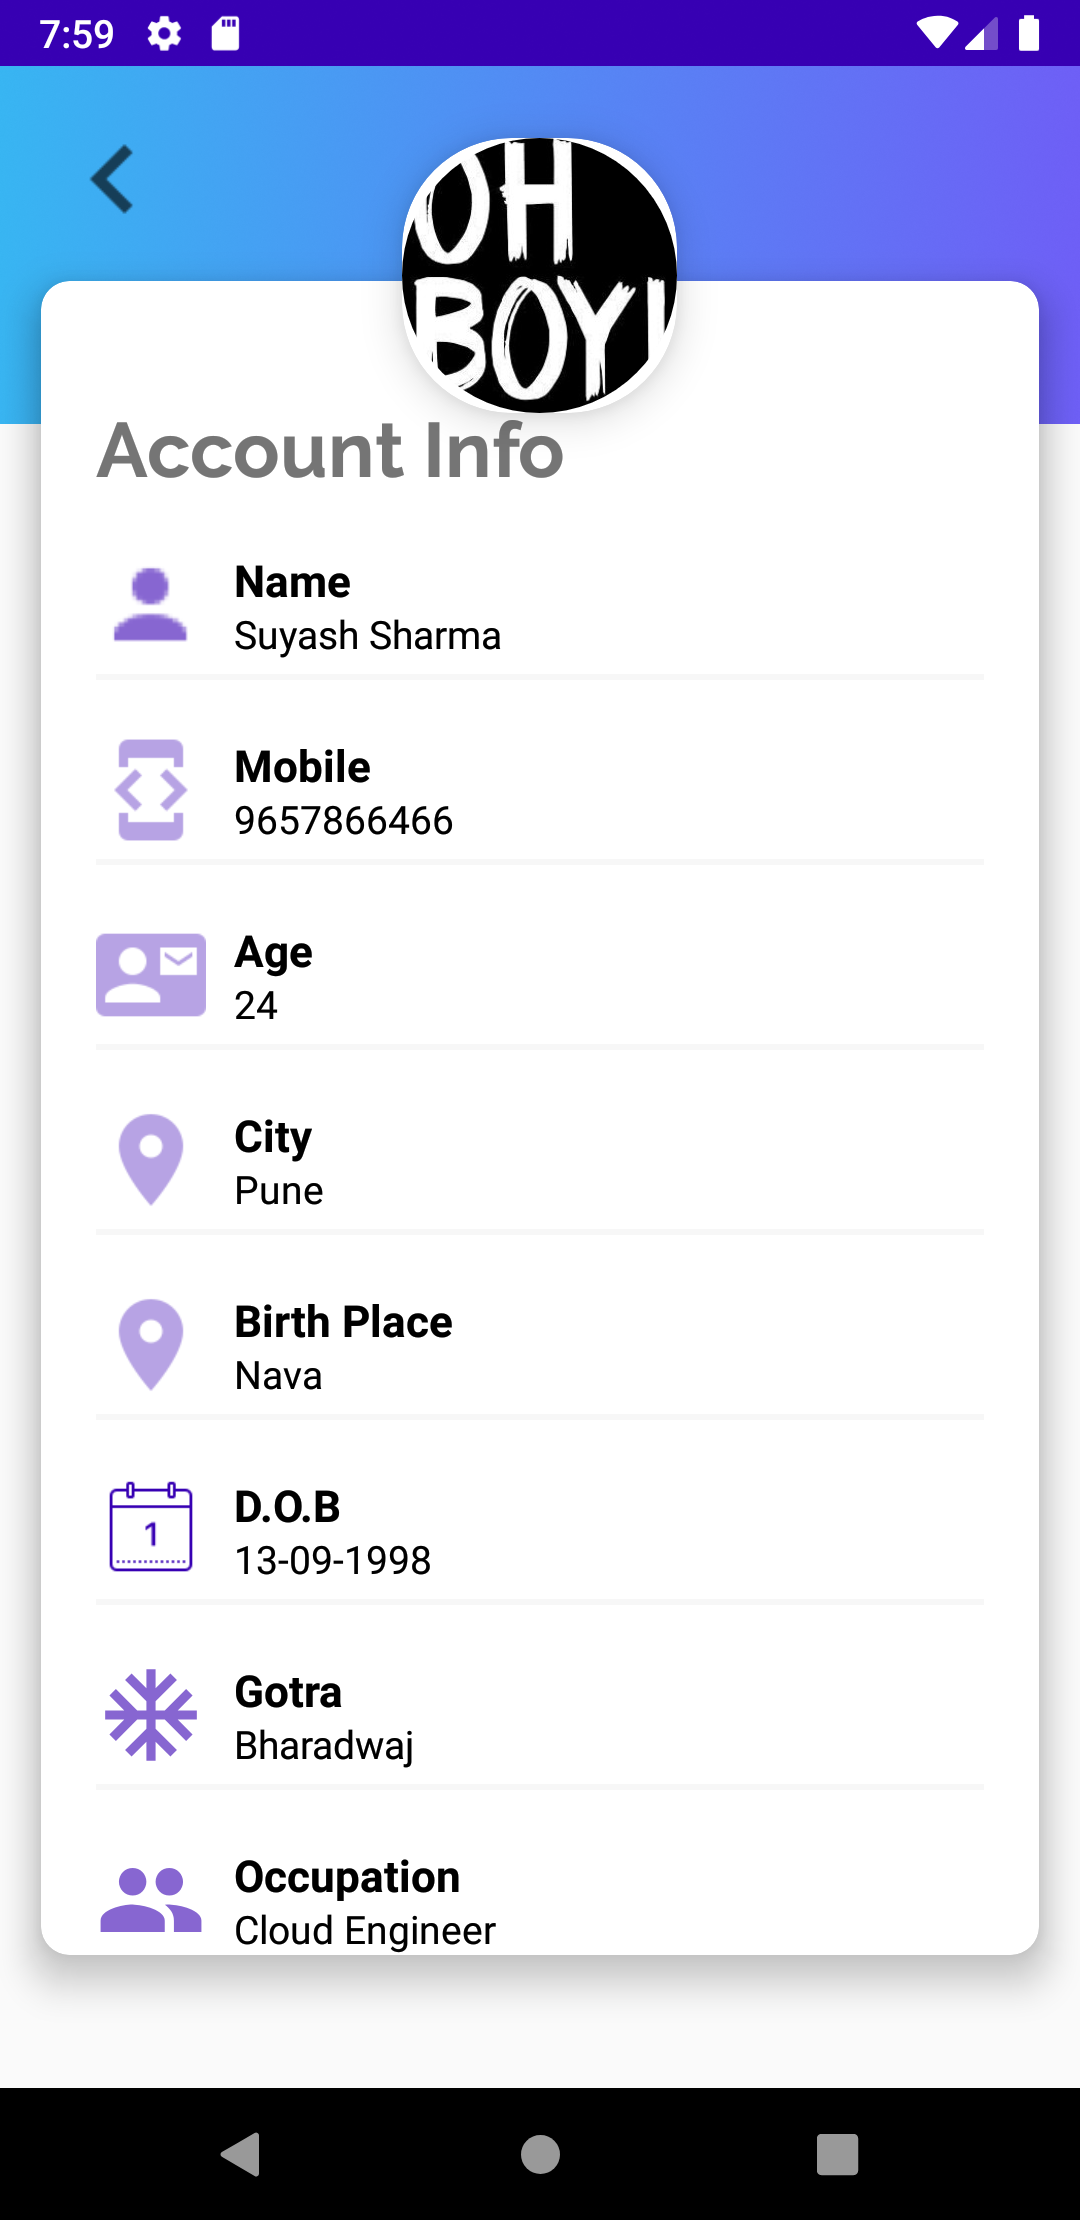 7:59
OH
BOY!
Account Info
Name
Suyash Sharma
Mobile
9657866466
Age
24
City
Pune
Birth Place
Nava
D.O.B
1
13-09-1998
Gotra
Bharadwaj
Occupation
Cloud Engineer